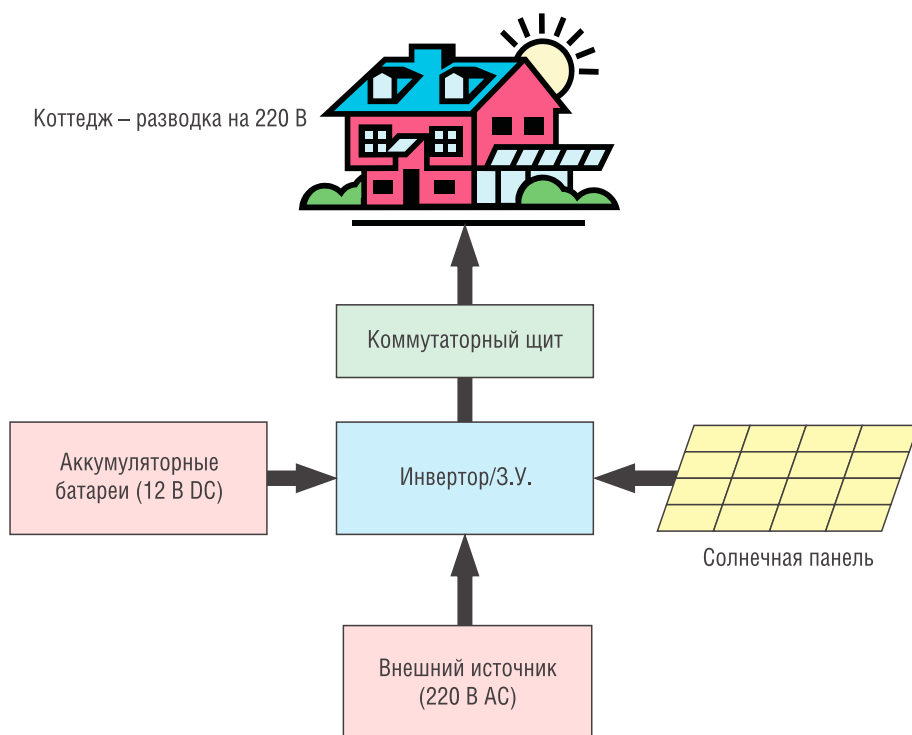 Коттедж – разводка на 220 В
Коммутаторный щит
Аккумуляторные
батареи (12 В DC)
Инвертор/З.У.
Солнечная панель
Внешний источник
(220 В AC)